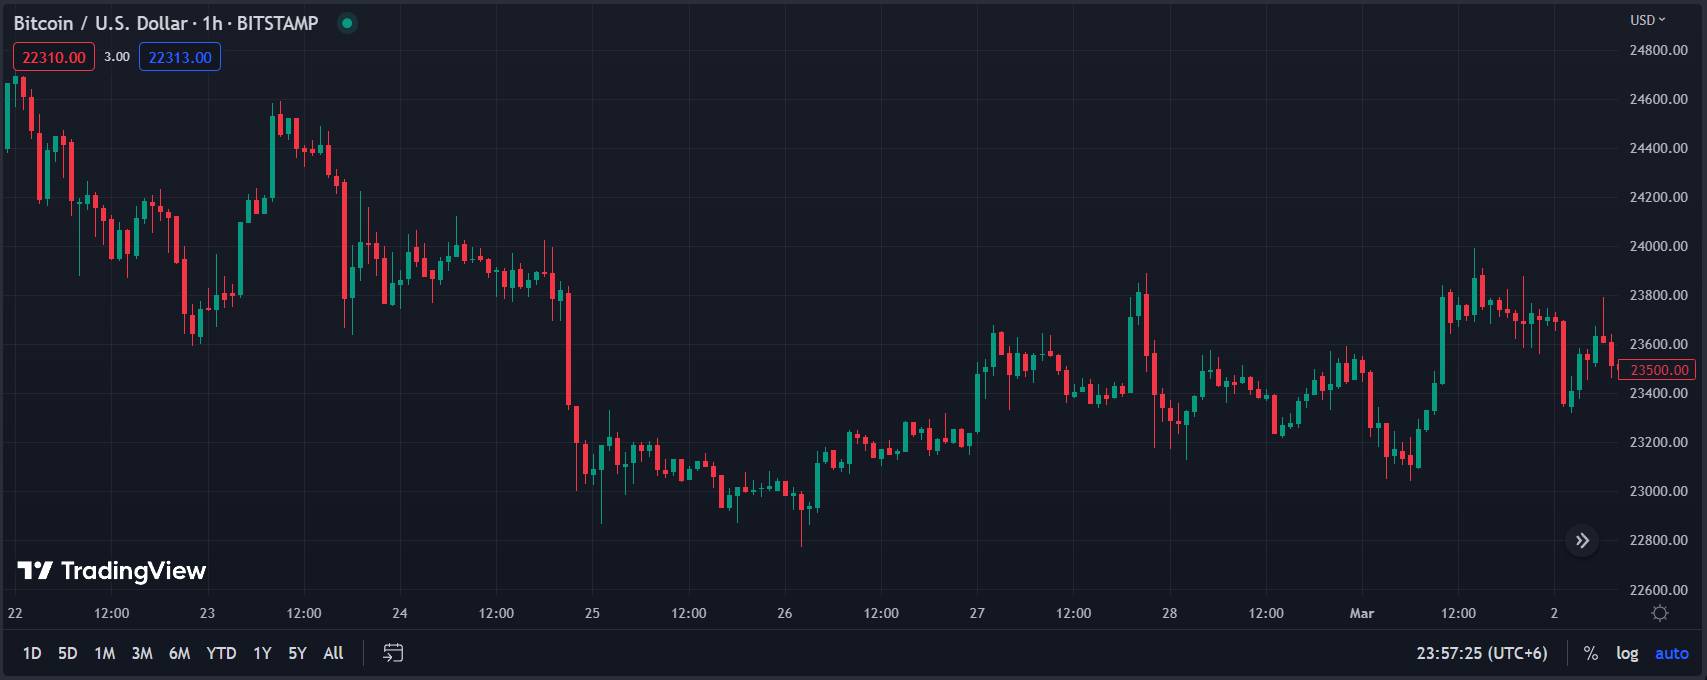 Bitcoin / U.S. Dollar · 1h · BITSTAMP
USD
22310.00 3.00 22313.00
24800.00
24600.00
24400.00
24200.00
24000.00
23800.00
23600.00
23500.00
23400.00
23200.00
23000.00
22800.00
22600.00
TradingView
22 12:00 23 12:00 24 12:00 25 12:00 26 12:00 27 12:00 28 12:00 Mar 12:00 2
1D 5D 1M 3M 6M YTD 1Y 5Y All 23:57:25 (UTC+6) % log auto